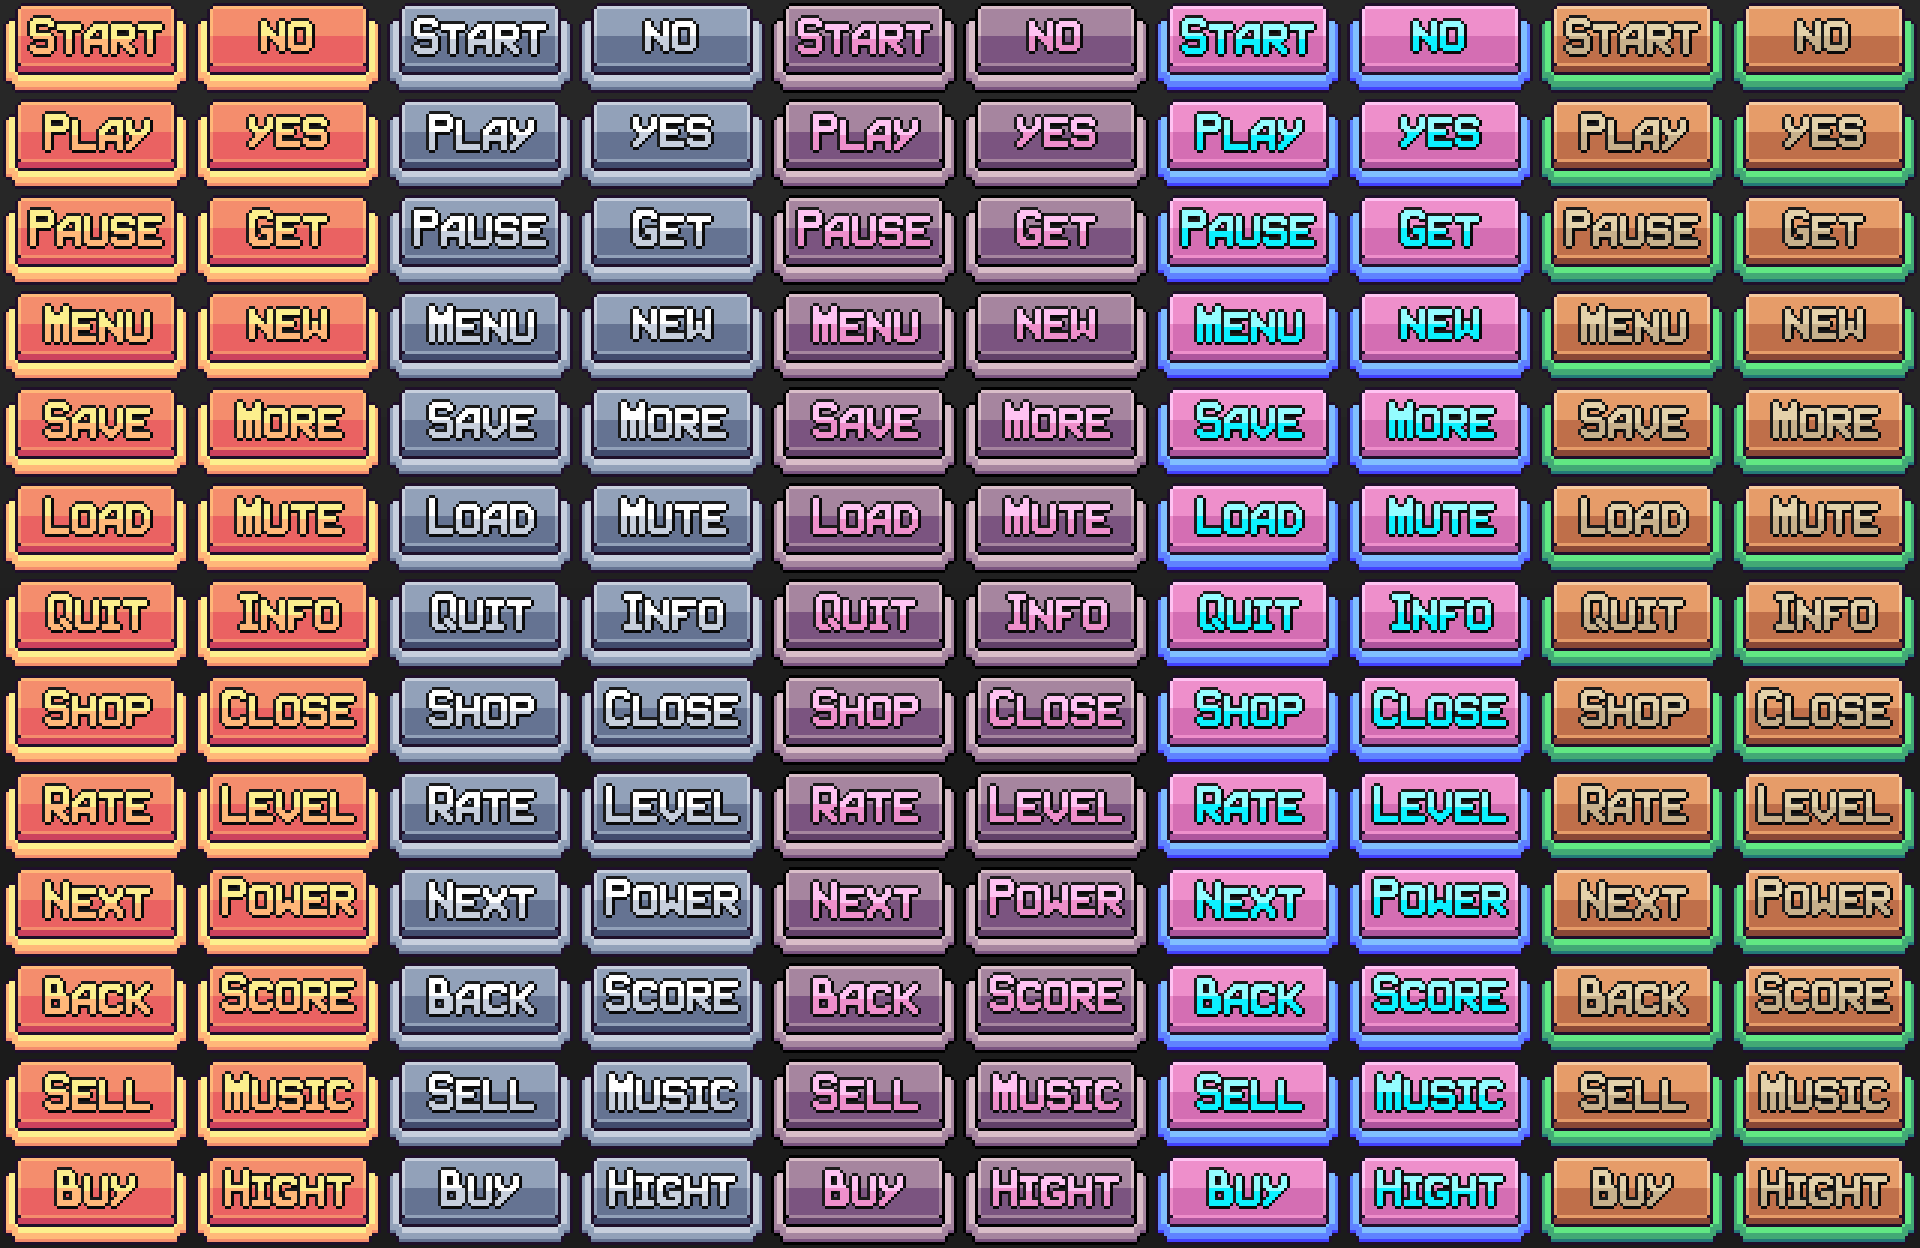 START NO START NO START NO START NO START NO
PLAY YES PLAY YES PLAY YES PLAY YES PLAY YES
PAUSE GET PAUSE GET PAUSE GET PAUSE GET PAUSE GET
MENU NEW MENU NEW MENU NEW MENU NEW MENU NEW
SAVE MORE SAVE MORE SAVE MORE SAVE MORE SAVE MORE
LOAD MUTE LOAD MUTE LOAD MUTE LOAD MUTE LOAD MUTE
QUIT INFO QUIT INFO QUIT INFO QUIT INFO QUIT INFO
SHOP CLOSE SHOP CLOSE SHOP CLOSE SHOP CLOSE SHOP CLOSE
RATE LEVEL RATE LEVEL RATE LEVEL RATE LEVEL RATE LEVEL
NEXT POWER NEXT POWER NEXT POWER NEXT POWER NEXT POWER
BACK SCORE BACK SCORE BACK SCORE BACK SCORE BACK SCORE
SELL MUSIC SELL MUSIC SELL MUSIC SELL MUSIC SELL MUSIC
BUY HIGHT BUY HIGHT BUY HIGHT BUY HIGHT BUY HIGHT